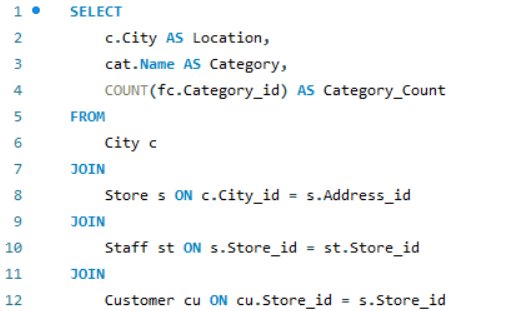 1 SELECT
2 c.City AS Location,
3 cat.Name AS Category,
4 COUNT(fc.Category_id) AS Category_Count
5 FROM
6 City c
7 JOIN
8 Store s ON c.City_id = s.Address_id
9 JOIN
10 Staff st ON s.Store_id = st.Store_id
11 JOIN
12 Customer cu ON cu.Store_id = s.Store_id